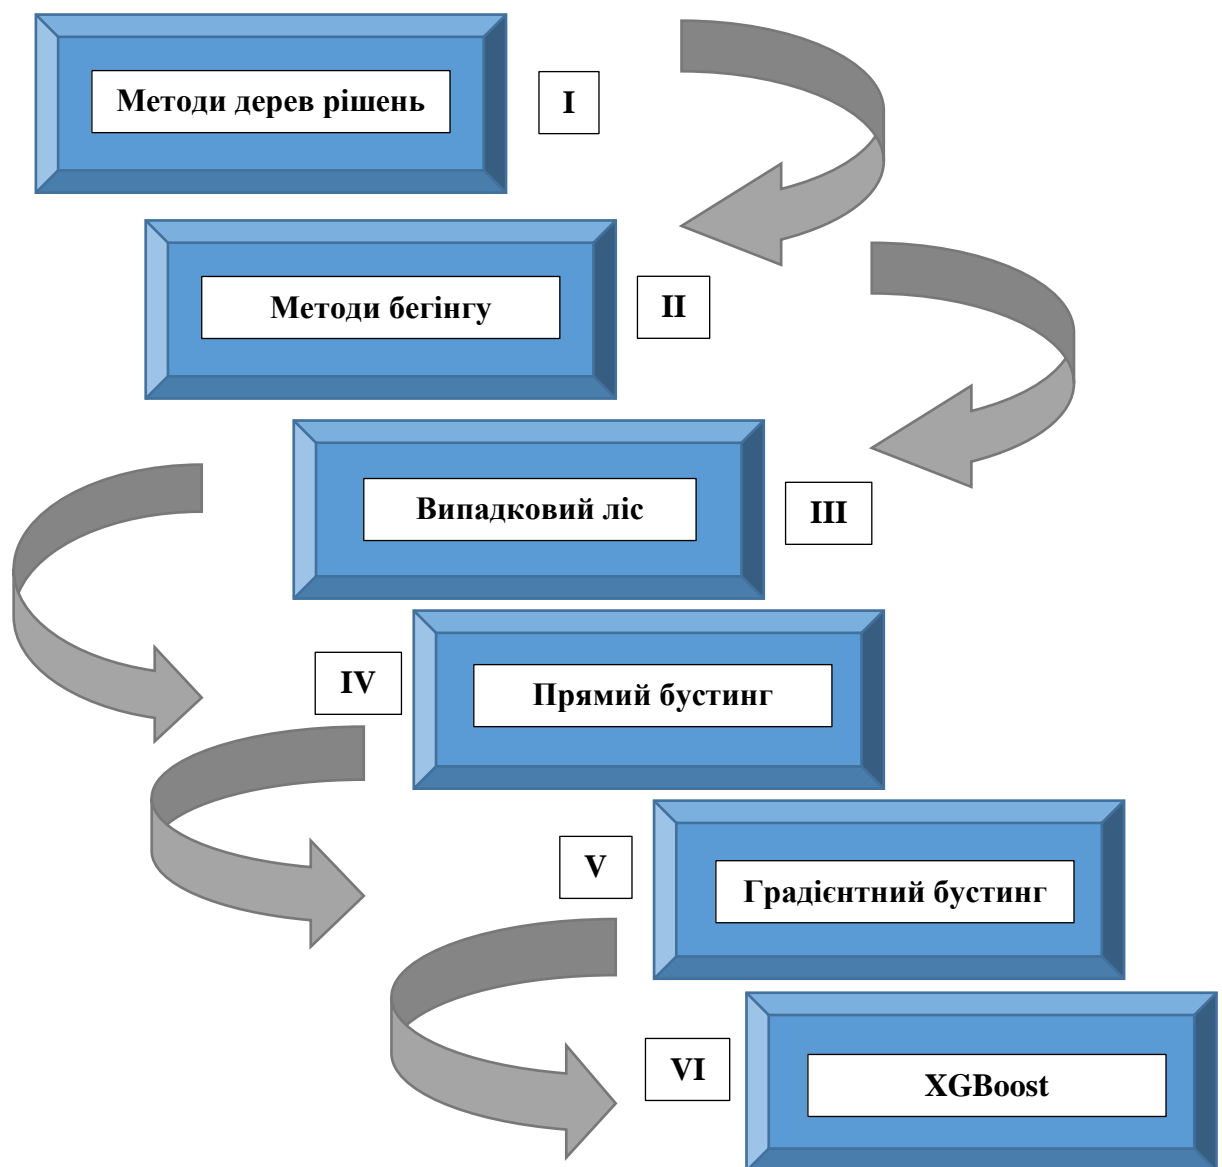 Методи дерев рішень
I
Методи бегінгу
II
Випадковий ліс
III
IV
Прямий бустинг
V
Градієнтний бустинг
VI
XGBoost